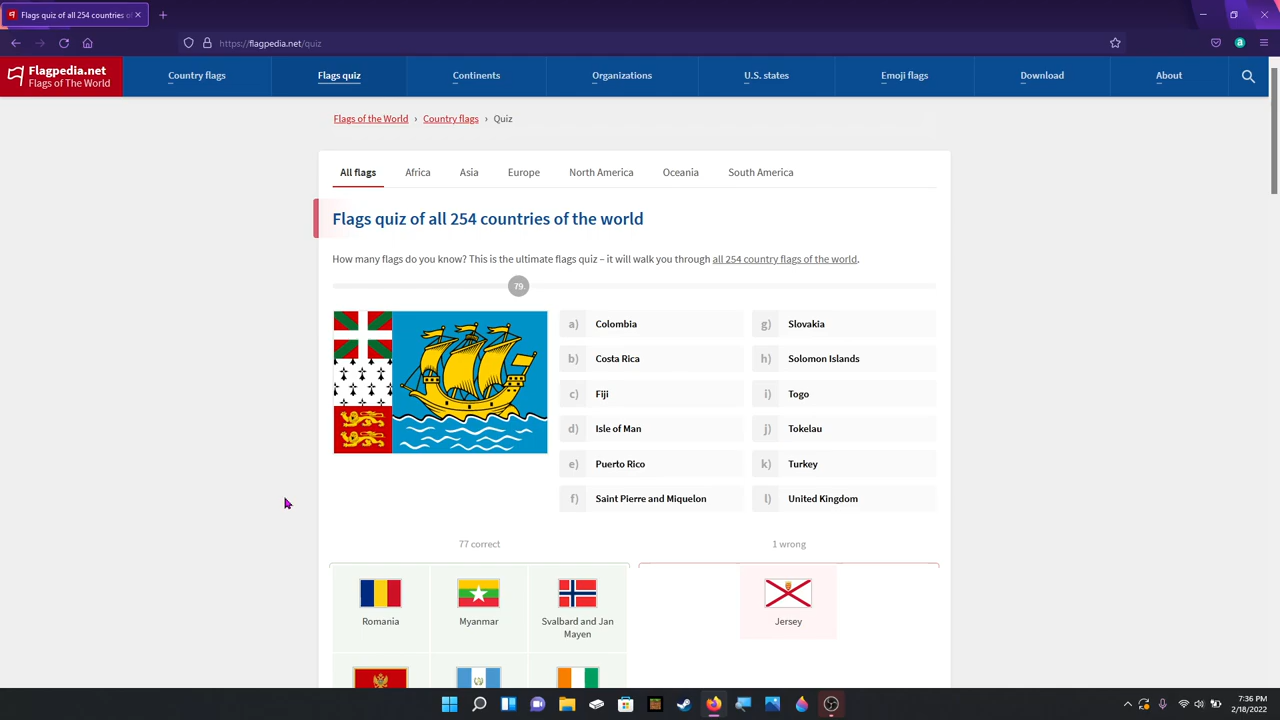 Flags quiz of all 254 countries of
https://flagpedia.net/quiz
Flagpedia.net
Flags of The World
Country flags
Flags quiz
Continents
Organizations
U.S. states
Emoji flags
Download
About
Flags of the World › Country flags › Quiz
All flags
Africa
Asia
Europe
North America
Oceania
South America
Flags quiz of all 254 countries of the world
How many flags do you know? This is the ultimate flags quiz – it will walk you through all 254 country flags of the world.
79.
a) Colombia
b) Costa Rica
c) Fiji
d) Isle of Man
e) Puerto Rico
f) Saint Pierre and Miquelon
g) Slovakia
h) Solomon Islands
i) Togo
j) Tokelau
k) Turkey
l) United Kingdom
77 correct
1 wrong
Romania
Myanmar
Svalbard and Jan
Mayen
Jersey
7:36 PM
2/18/2022